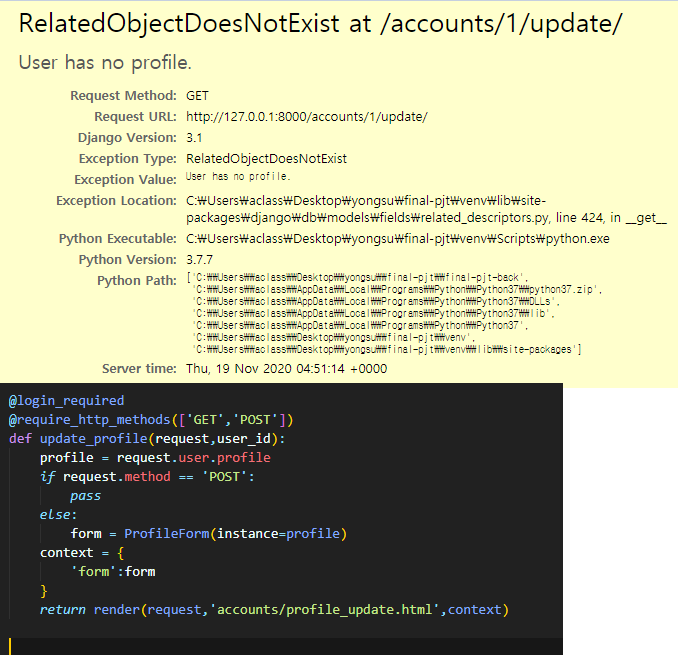 RelatedObjectDoesNotExist at /accounts/1/update/
User has no profile.
Request Method: GET
Request URL: http://127.0.0.1:8000/accounts/1/update/
Django Version: 3.1
Exception Type: RelatedObjectDoesNotExist
Exception Value: User has no profile.
Exception Location: C:₩Users₩aclass₩Desktop₩yongsu₩final-pjt₩venv₩lib₩site-
packages₩django₩db₩models₩fields₩related_descriptors.py, line 424, in __get__
Python Executable: C:₩Users₩aclass₩Desktop₩yongsu₩final-pjt₩venv₩Scripts₩python.exe
Python Version: 3.7.7
Python Path: ['C:₩₩Users₩₩aclass₩₩Desktop₩₩yongsu₩₩final-pjt₩₩final-pjt-back',
'C:₩₩Users₩₩aclass₩₩AppData₩₩Local₩₩Programs₩₩Python₩₩Python37₩₩python37.zip',
'C:₩₩Users₩₩aclass₩₩AppData₩₩Local₩₩Programs₩₩Python₩₩Python37₩₩DLLs',
'C:₩₩Users₩₩aclass₩₩AppData₩₩Local₩₩Programs₩₩Python₩₩Python37₩₩lib',
'C:₩₩Users₩₩aclass₩₩AppData₩₩Local₩₩Programs₩₩Python₩₩Python37',
'C:₩₩Users₩₩aclass₩₩Desktop₩₩yongsu₩₩final-pjt₩₩venv',
'C:₩₩Users₩₩aclass₩₩Desktop₩₩yongsu₩₩final-pjt₩₩venv₩₩lib₩₩site-packages']
Server time: Thu, 19 Nov 2020 04:51:14 +0000
@login_required
@require_http_methods(['GET','POST'])
def update_profile(request,user_id):
    profile = request.user.profile
    if request.method == 'POST':
        pass
    else:
        form = ProfileForm(instance=profile)
    context = {
        'form':form
    }
    return render(request,'accounts/profile_update.html',context)